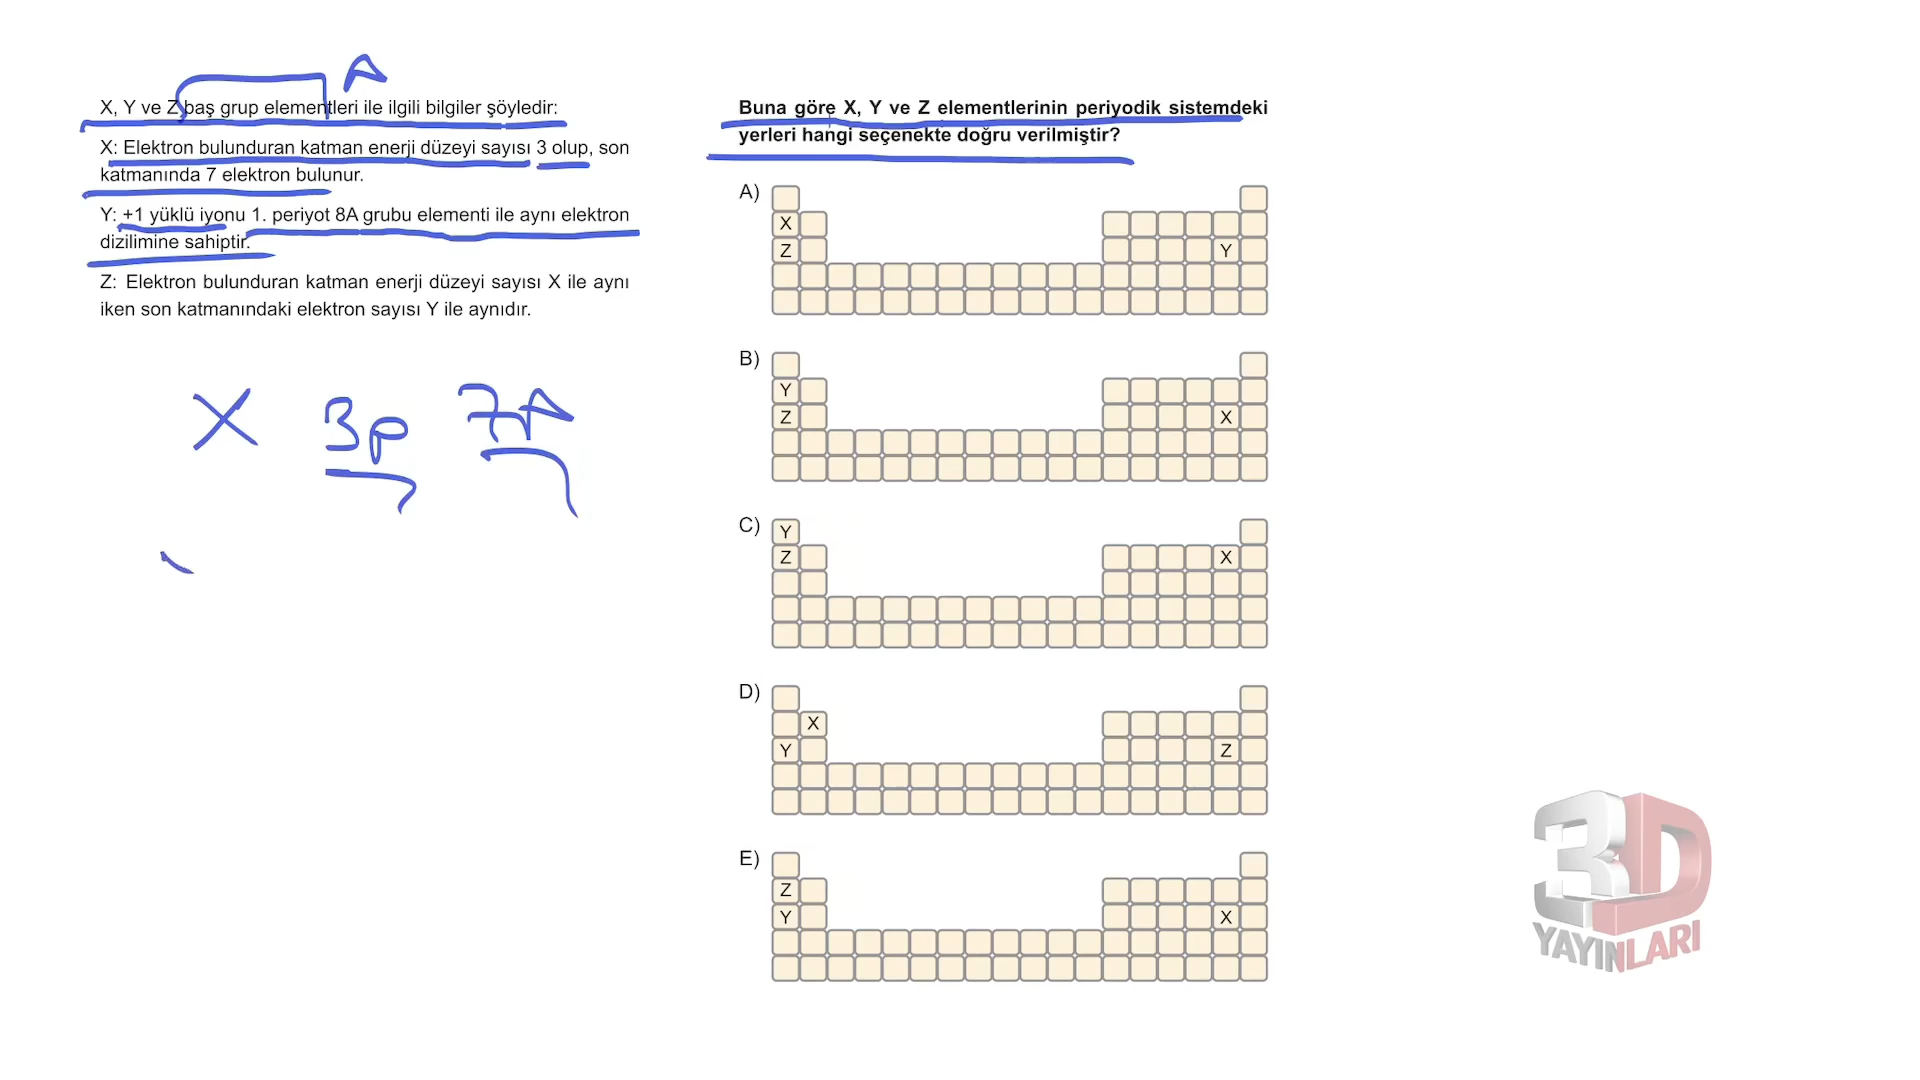 A
X, Y ve Z baş grup elementleri ile ilgili bilgiler şöyledir:
X: Elektron bulunduran katman enerji düzeyi sayısı 3 olup, son
katmanında 7 elektron bulunur.
Y: +1 yüklü iyonu 1. periyot 8A grubu elementi ile aynı elektron
dizilimine sahiptir.
Z: Elektron bulunduran katman enerji düzeyi sayısı X ile aynı
iken son katmanındaki elektron sayısı Y ile aynıdır.
X 3p 7A
Buna göre X, Y ve Z elementlerinin periyodik sistemdeki
yerleri hangi seçenekte doğru verilmiştir?
A)
X
Z Y
B)
Y
Z X
C) Y
Z X
D)
X
Y Z
E)
Z
Y X
3D
YAYINLARI